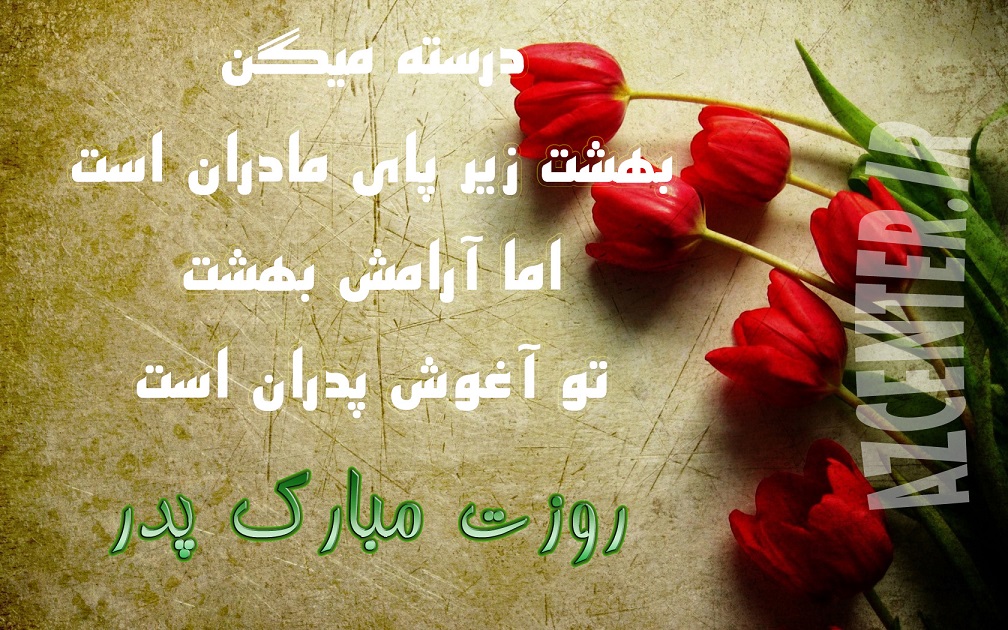 درسته میگن
بهشت زیر پای مادران است
اما آرامش بهشت
تو آغوش پدران است
روزت مبارک پدر
AZCENTER.IR